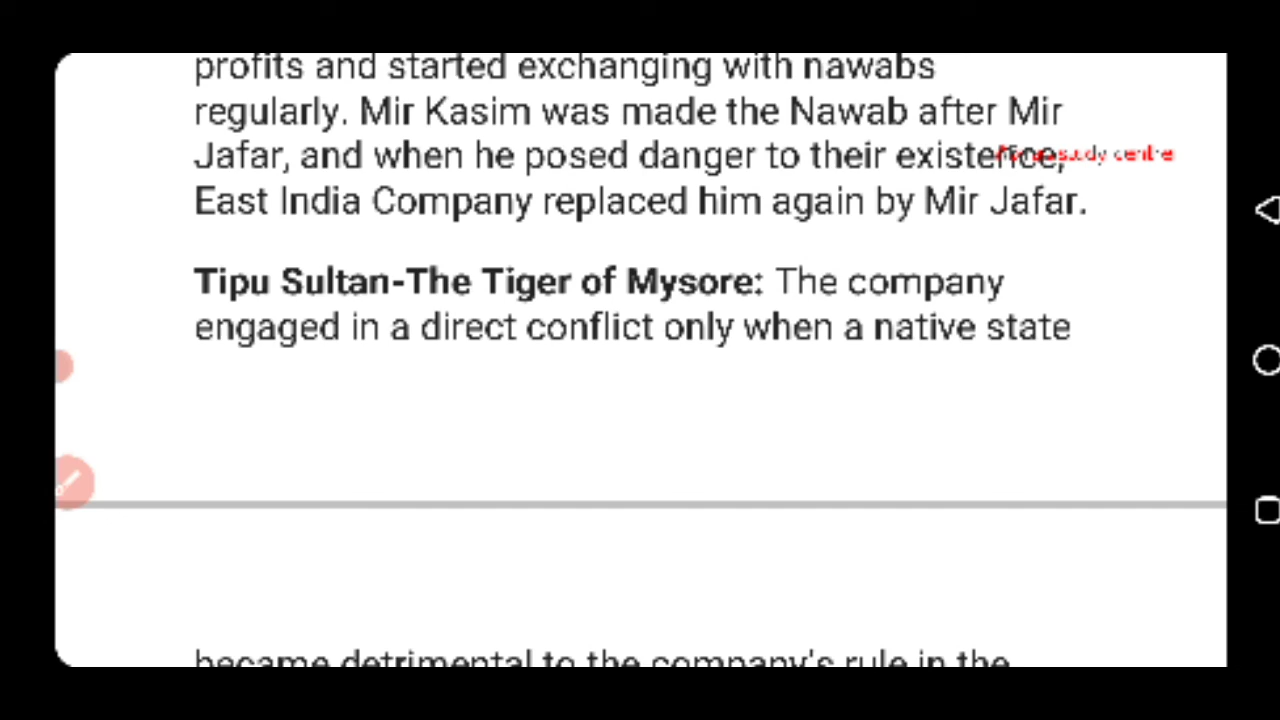 profits and started exchanging with nawabs
regularly. Mir Kasim was made the Nawab after Mir
Jafar, and when he posed danger to their existence,
study centre
East India Company replaced him again by Mir Jafar.
Tipu Sultan-The Tiger of Mysore: The company
engaged in a direct conflict only when a native state
became detrimental to the company's rule in the